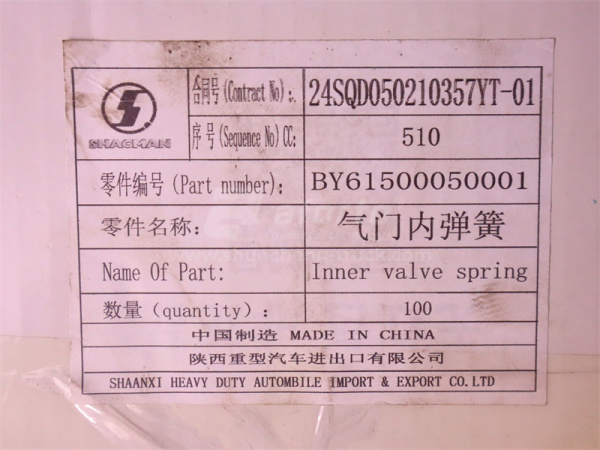 SHACMAN
合同号(Contract No):. 24SQD050210357YT-01
序号(Sequence No)CC: 510
零件编号(Part number): BY61500050001
零件名称: 气门内弹簧
Name Of Part: Inner valve spring
数量(quantity): 100
中国制造 MADE IN CHINA
陕西重型汽车进出口有限公司
SHAANXI HEAVY DUTY AUTOMBILE IMPORT & EXPORT CO.LTD